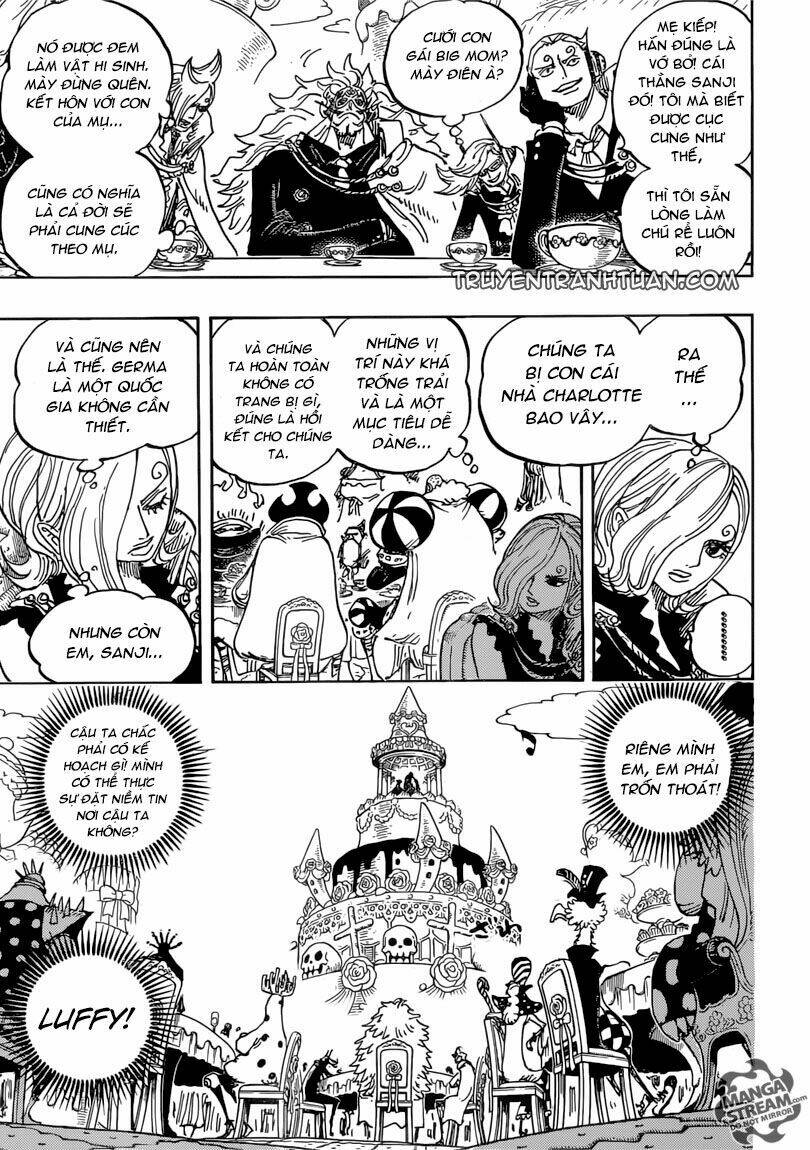 MẸ KIẾP!
HẮN ĐÚNG LÀ
VỚ BỞ! CÁI
THẰNG SANJI
ĐÓ! TÔI MÀ BIẾT
ĐƯỢC CỤC
CƯNG NHƯ
THẾ,
THÌ TÔI SẴN
LÒNG LÀM
CHÚ RỂ LUÔN
RỒI!
CƯỚI CON
GÁI BIG MOM?
MÀY ĐIÊN À?
NÓ ĐƯỢC ĐEM
LÀM VẬT HI SINH.
MÀY ĐỪNG QUÊN.
KẾT HÔN VỚI CON
CỦA MỤ...
CŨNG CÓ NGHĨA
LÀ CẢ ĐỜI SẼ
PHẢI CUNG CÚC
THEO MỤ.
TRUYENTRANHTUAN.COM
RA
THẾ
...
CHÚNG TA
BỊ CON CÁI
NHÀ CHARLOTTE
BAO VÂY...
NHỮNG VỊ
TRÍ NÀY KHÁ
TRỐNG TRẢI
VÀ LÀ MỘT
MỤC TIÊU DỄ
DÀNG...
VÀ CHÚNG
TA HOÀN TOÀN
KHÔNG CÓ
TRANG BỊ GÌ,
ĐÚNG LÀ HỒI
KẾT CHO CHÚNG
TA.
VÀ CŨNG NÊN
LÀ THẾ. GERMA
LÀ MỘT QUỐC
GIA KHÔNG CẦN
THIẾT.
NHƯNG CÒN
EM, SANJI...
RIÊNG MÌNH
EM, EM PHẢI
TRỐN THOÁT!
CẬU TA CHẮC
PHẢI CÓ KẾ
HOẠCH GÌ! MÌNH
CÓ THỂ THỰC
SỰ ĐẶT NIỀM TIN
NƠI CẬU TA
KHÔNG?
LUFFY!
MANGA
STREAM.COM
DO NOT MIRROR